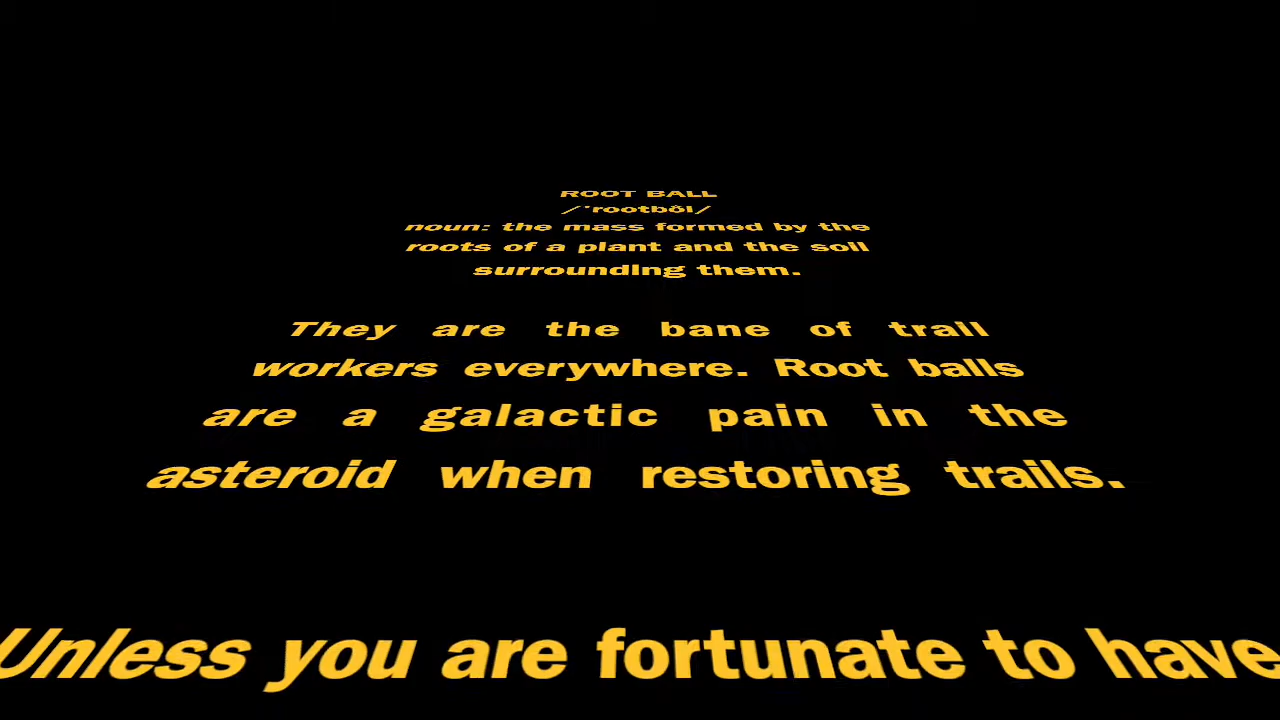 ROOT BALL
/ˈrootbôl/
noun: the mass formed by the
roots of a plant and the soil
surrounding them.
They are the bane of trail
workers everywhere. Root balls
are a galactic pain in the
asteroid when restoring trails.
Unless you are fortunate to have